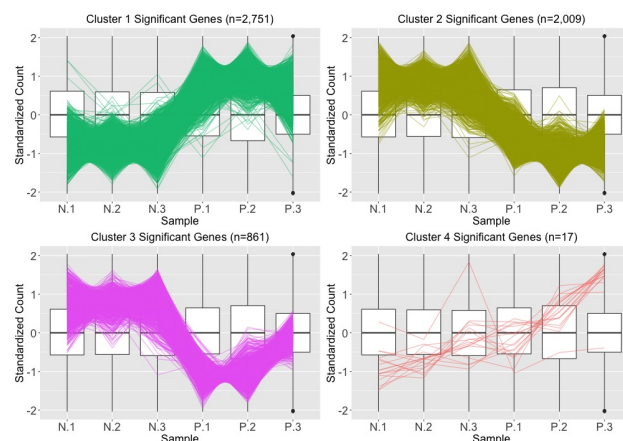 Cluster 1 Significant Genes (n=2,751)
Standardized Count
2
1
0
-1
-2
N.1 N.2 N.3 P.1 P.2 P.3
Sample
Cluster 2 Significant Genes (n=2,009)
Standardized Count
2
1
0
-1
-2
N.1 N.2 N.3 P.1 P.2 P.3
Sample
Cluster 3 Significant Genes (n=861)
Standardized Count
2
1
0
-1
-2
N.1 N.2 N.3 P.1 P.2 P.3
Sample
Cluster 4 Significant Genes (n=17)
Standardized Count
2
1
0
-1
-2
N.1 N.2 N.3 P.1 P.2 P.3
Sample